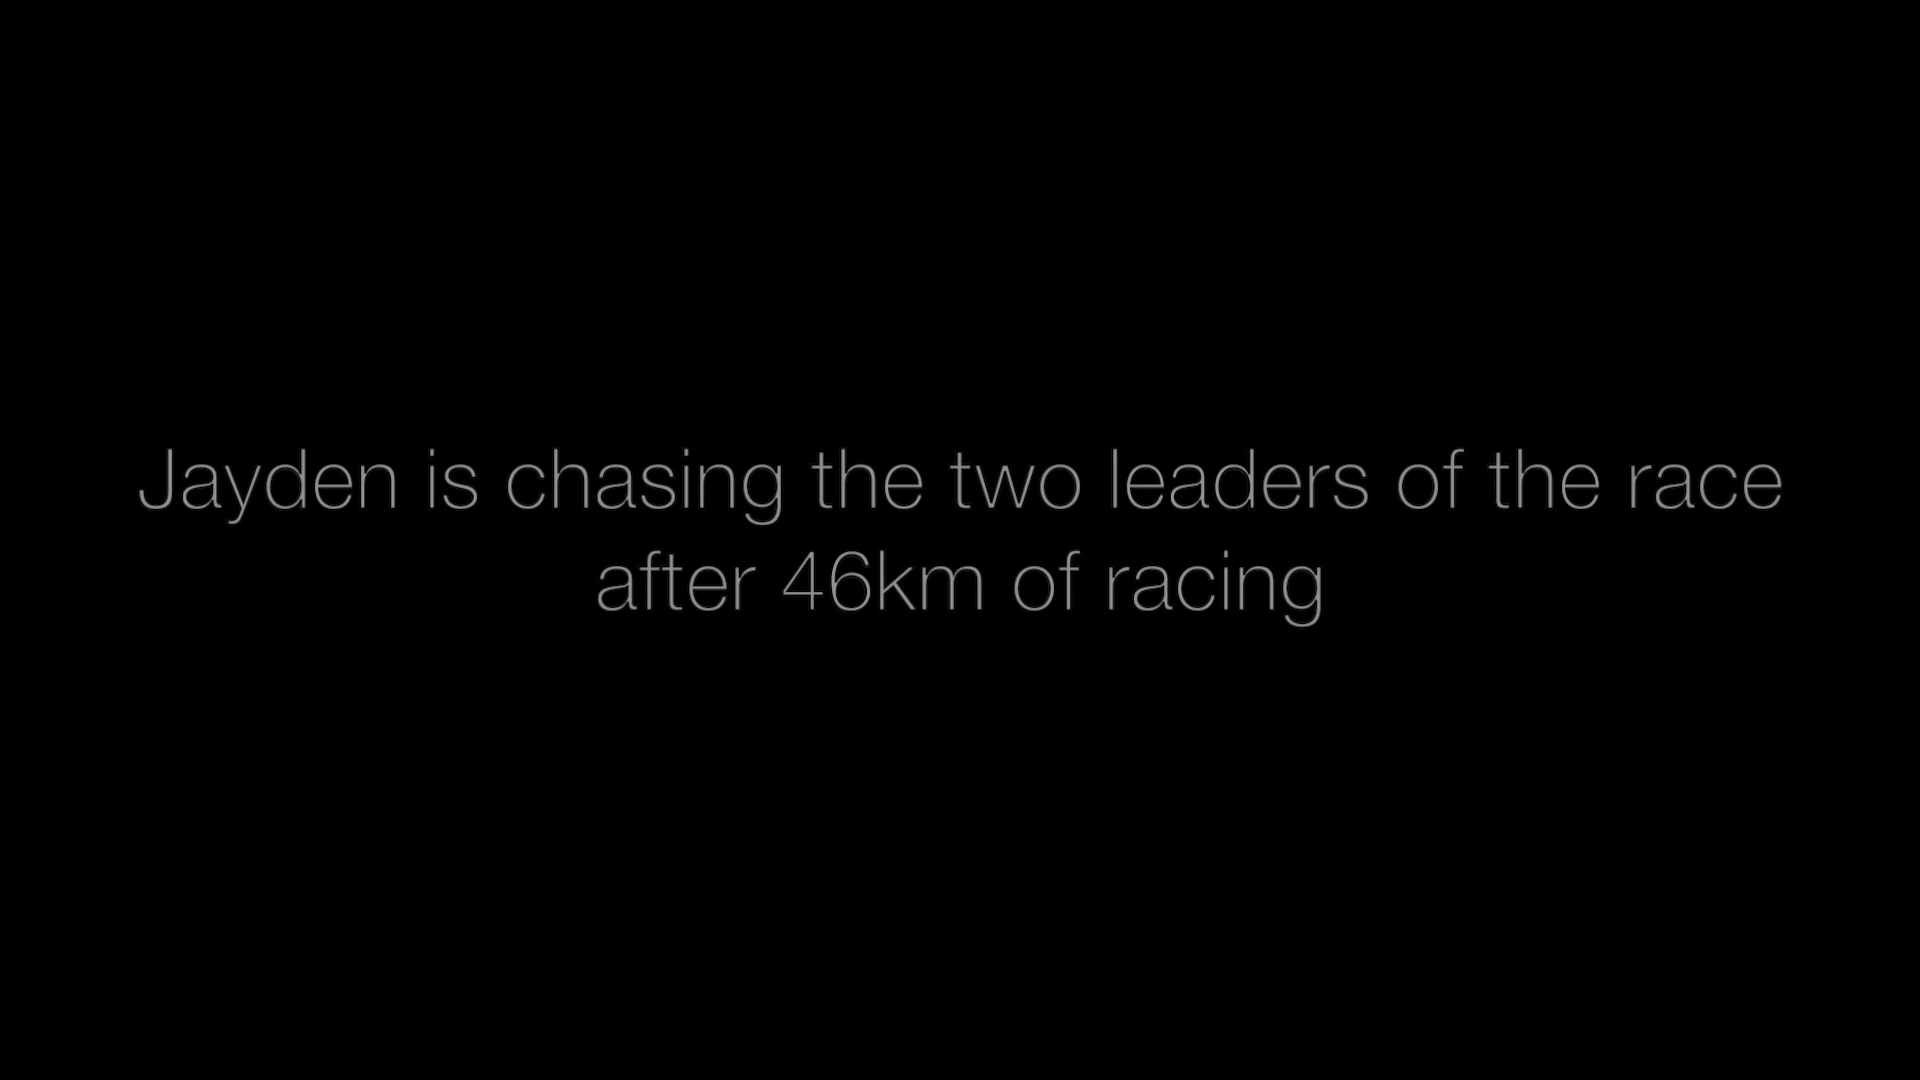 Jayden is chasing the two leaders of the race
after 46km of racing